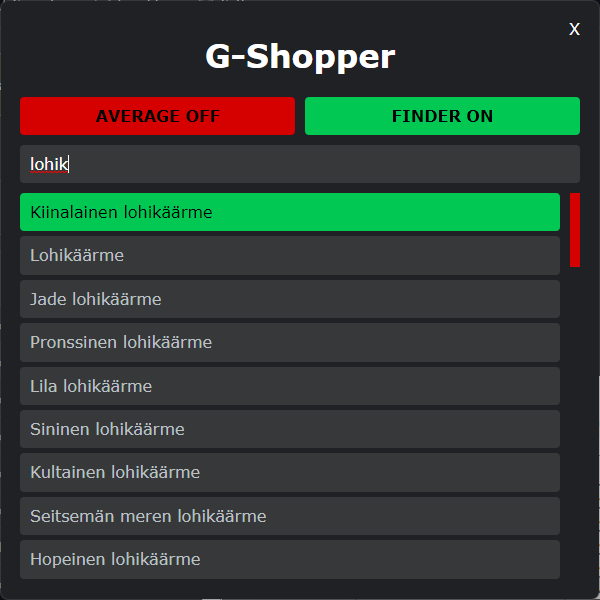 X
G-Shopper
AVERAGE OFF FINDER ON
lohik
Kiinalainen lohikäärme
Lohikäärme
Jade lohikäärme
Pronssinen lohikäärme
Lila lohikäärme
Sininen lohikäärme
Kultainen lohikäärme
Seitsemän meren lohikäärme
Hopeinen lohikäärme